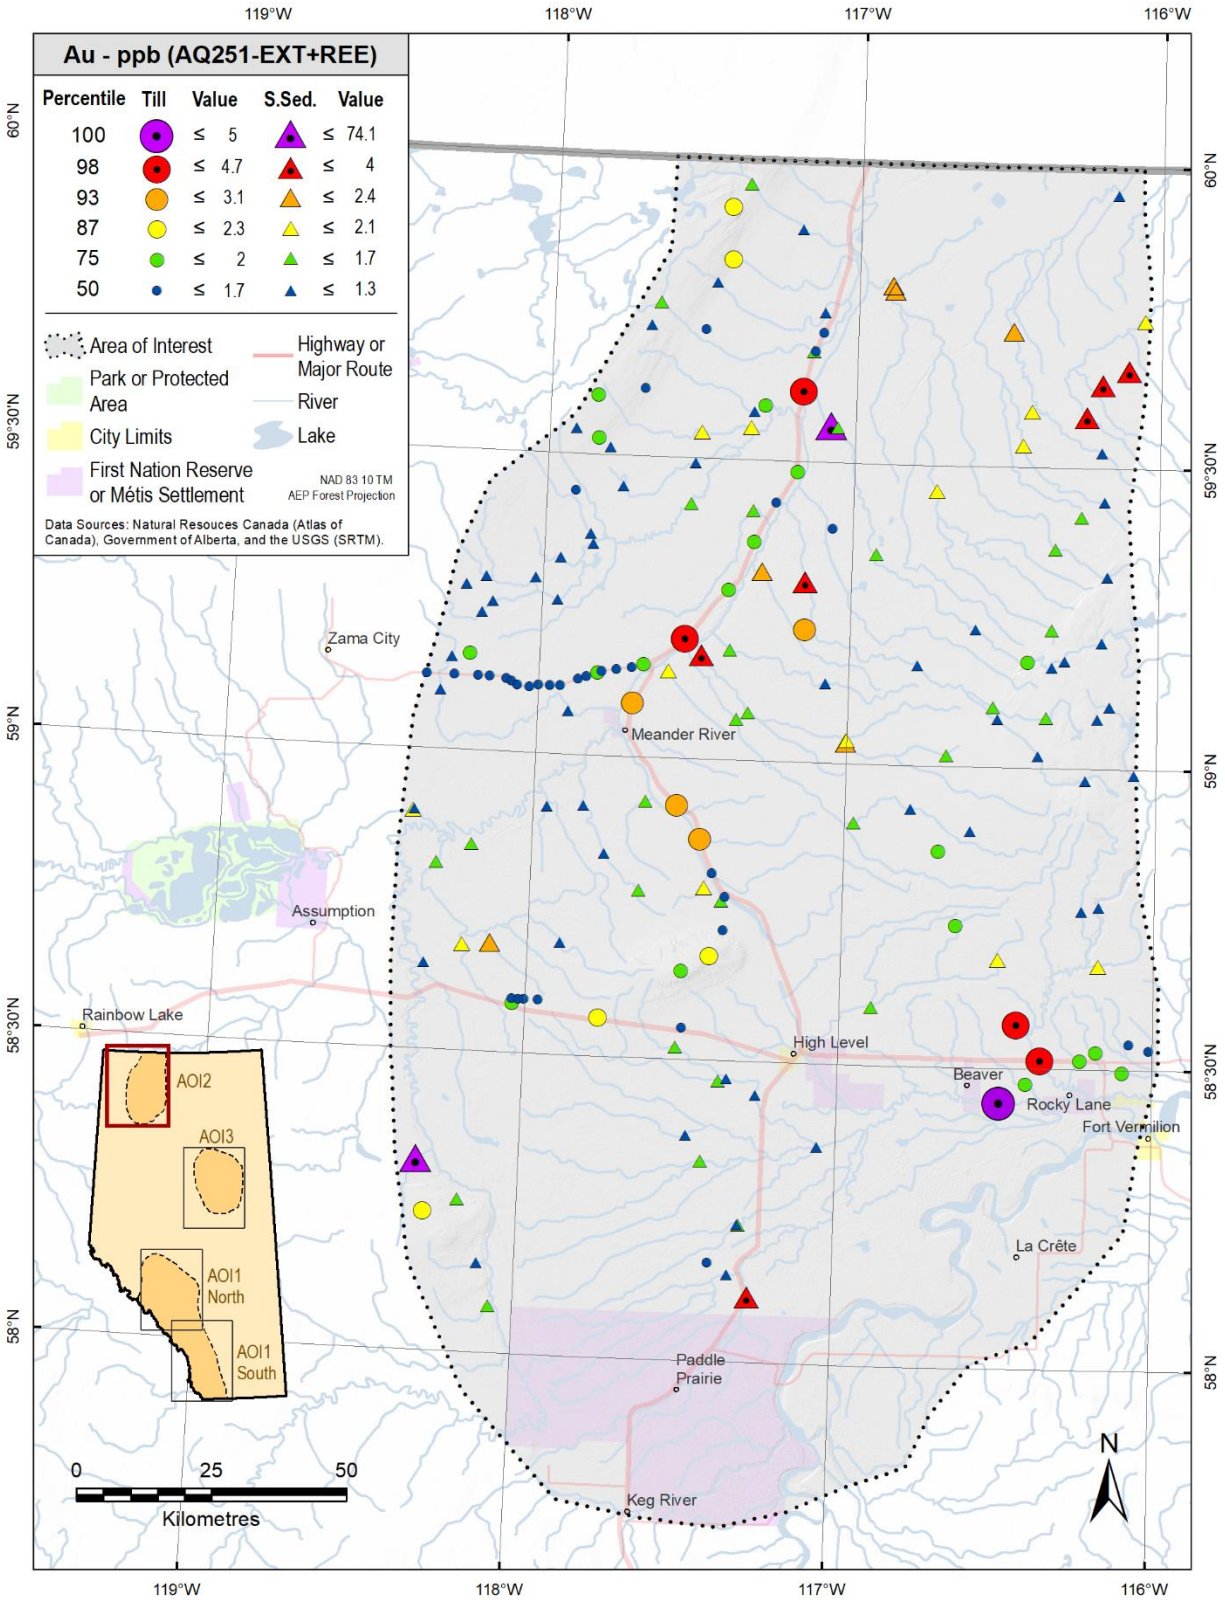 119°W 118°W 117°W 116°W
Au - ppb (AQ251-EXT+REE)
Percentile Till Value S.Sed. Value
100 ≤ 5 ≤ 74.1
98 ≤ 4.7 ≤ 4
93 ≤ 3.1 ≤ 2.4
87 ≤ 2.3 ≤ 2.1
75 ≤ 2 ≤ 1.7
50 ≤ 1.7 ≤ 1.3
Area of Interest
Park or Protected
Area
City Limits
First Nation Reserve
or Métis Settlement
Highway or
Major Route
River
Lake
NAD 83 10 TM
AEP Forest Projection
Data Sources: Natural Resouces Canada (Atlas of
Canada), Government of Alberta, and the USGS (SRTM).
60°N
60°N
59°30'N
59°30'N
Zama City
59°N
Meander River
59°N
Assumption
Rainbow Lake
58°30'N
High Level
58°30'N
Beaver
Rocky Lane
Fort Vermilion
La Crête
58°N
58°N
Paddle
Prairie
Keg River
AOI2
AOI3
AOI1
North
AOI1
South
0 25 50
Kilometres
N
119°W 118°W 117°W 116°W